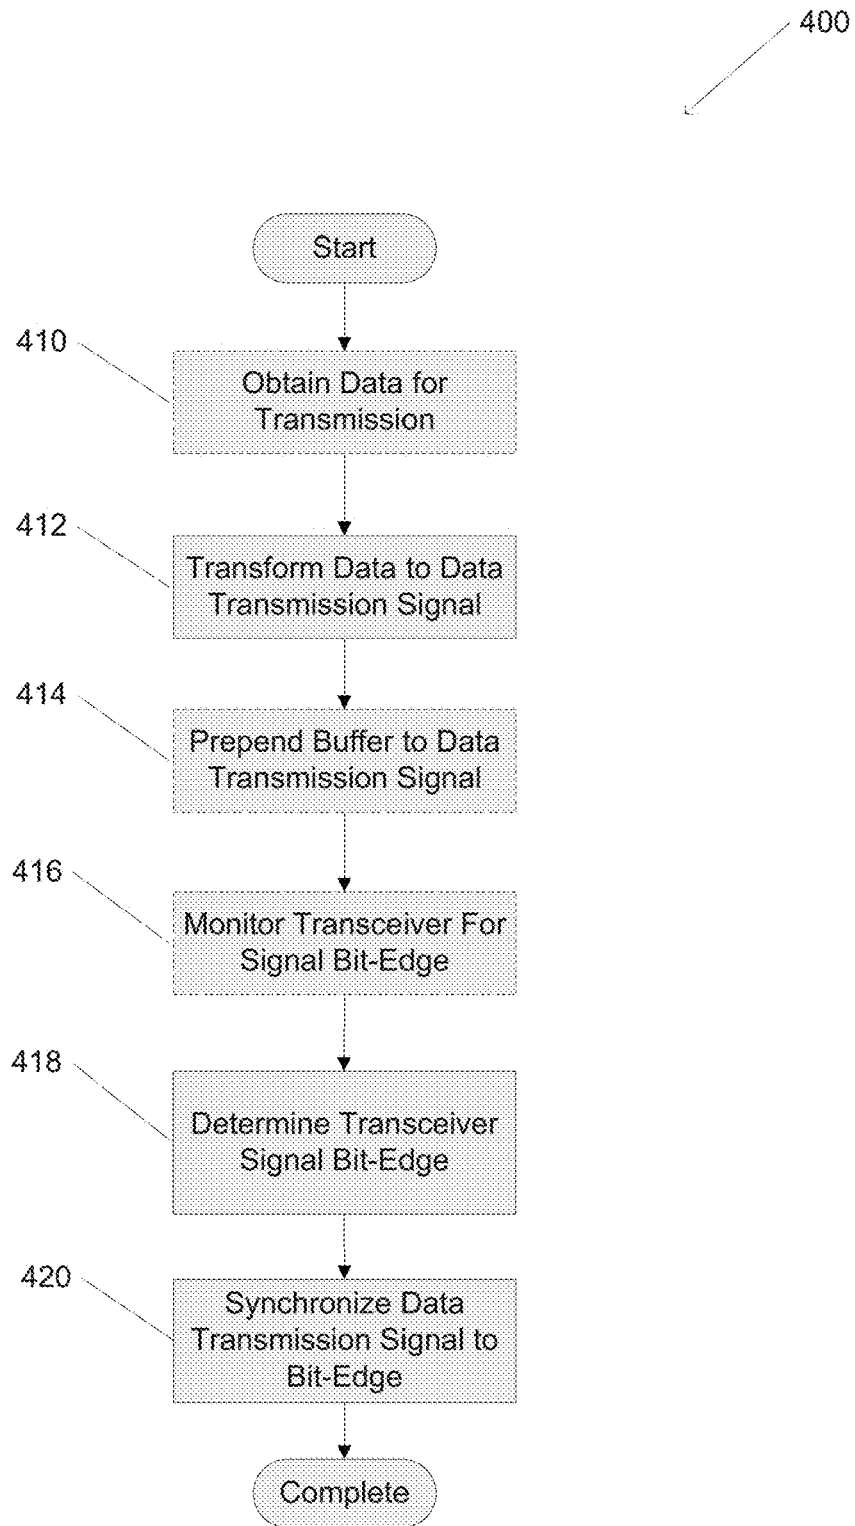 400
Start
410
Obtain Data for
Transmission
412
Transform Data to Data
Transmission Signal
414
Prepend Buffer to Data
Transmission Signal
416
Monitor Transceiver For
Signal Bit-Edge
418
Determine Transceiver
Signal Bit-Edge
420
Synchronize Data
Transmission Signal to
Bit-Edge
Complete